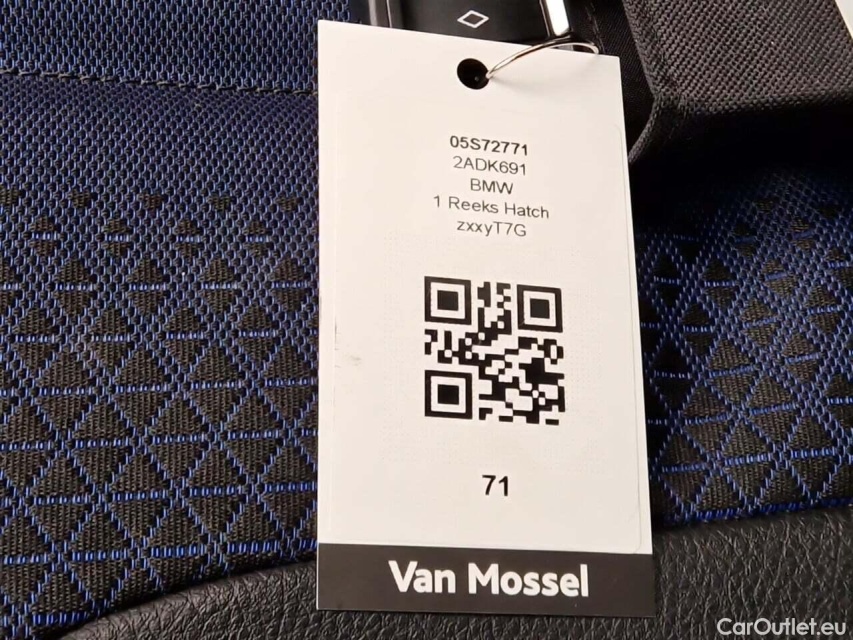 05S72771
2ADK691
BMW
1 Reeks Hatch
zxxyT7G
71
Van Mossel
CarOutlet.eu